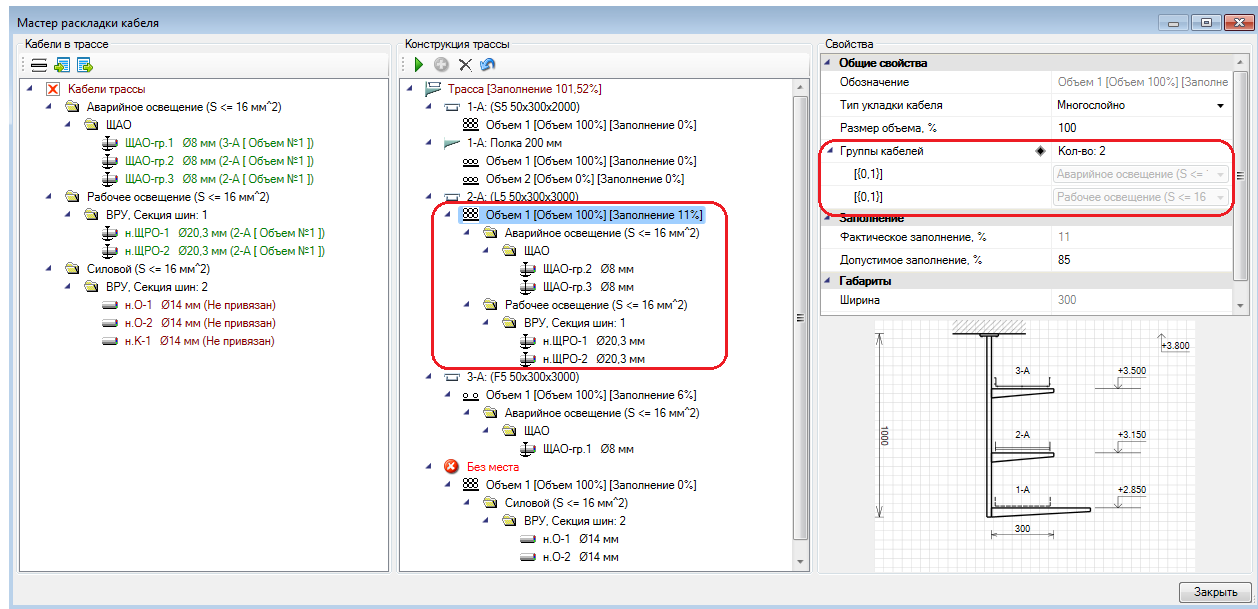 Мастер раскладки кабеля
Кабели в трассе
Кабели трассы
Аварийное освещение (S <= 16 мм^2)
ЩАО
ЩАО-гр.1 Ø8 мм (3-А [ Объем №1 ])
ЩАО-гр.2 Ø8 мм (2-А [ Объем №1 ])
ЩАО-гр.3 Ø8 мм (2-А [ Объем №1 ])
Рабочее освещение (S <= 16 мм^2)
ВРУ, Секция шин: 1
н.ЩРО-1 Ø20,3 мм (2-А [ Объем №1 ])
н.ЩРО-2 Ø20,3 мм (2-А [ Объем №1 ])
Силовой (S <= 16 мм^2)
ВРУ, Секция шин: 2
н.О-1 Ø14 мм (Не привязан)
н.О-2 Ø14 мм (Не привязан)
н.К-1 Ø14 мм (Не привязан)
Конструкция трассы
Трасса [Заполнение 101,52%]
1-А: (S5 50x300x2000)
Объем 1 [Объем 100%] [Заполнение 0%]
1-А: Полка 200 мм
Объем 1 [Объем 100%] [Заполнение 0%]
Объем 2 [Объем 0%] [Заполнение 0%]
2-А: (L5 50x300x3000)
Объем 1 [Объем 100%] [Заполнение 11%]
Аварийное освещение (S <= 16 мм^2)
ЩАО
ЩАО-гр.2 Ø8 мм
ЩАО-гр.3 Ø8 мм
Рабочее освещение (S <= 16 мм^2)
ВРУ, Секция шин: 1
н.ЩРО-1 Ø20,3 мм
н.ЩРО-2 Ø20,3 мм
3-А: (F5 50x300x3000)
Объем 1 [Объем 100%] [Заполнение 6%]
Аварийное освещение (S <= 16 мм^2)
ЩАО
ЩАО-гр.1 Ø8 мм
Без места
Объем 1 [Объем 100%] [Заполнение 0%]
Силовой (S <= 16 мм^2)
ВРУ, Секция шин: 2
н.О-1 Ø14 мм
н.О-2 Ø14 мм
Свойства
Общие свойства
Обозначение Объем 1 [Объем 100%] [Заполне
Тип укладки кабеля Многослойно
Размер объема, % 100
Группы кабелей Кол-во: 2
[{0,1}] Аварийное освещение (S <=
[{0,1}] Рабочее освещение (S <= 16
Заполнение
Фактическое заполнение, % 11
Допустимое заполнение, % 85
Габариты
Ширина 300
+3.800
3-А +3.500
2-А +3.150
1000
1-А +2.850
300
Закрыть